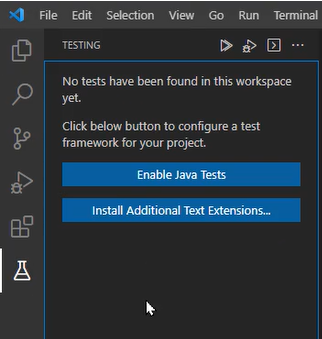 File Edit Selection View Go Run Terminal
TESTING
No tests have been found in this workspace
yet.
Click below button to configure a test
framework for your project.
Enable Java Tests
Install Additional Text Extensions...